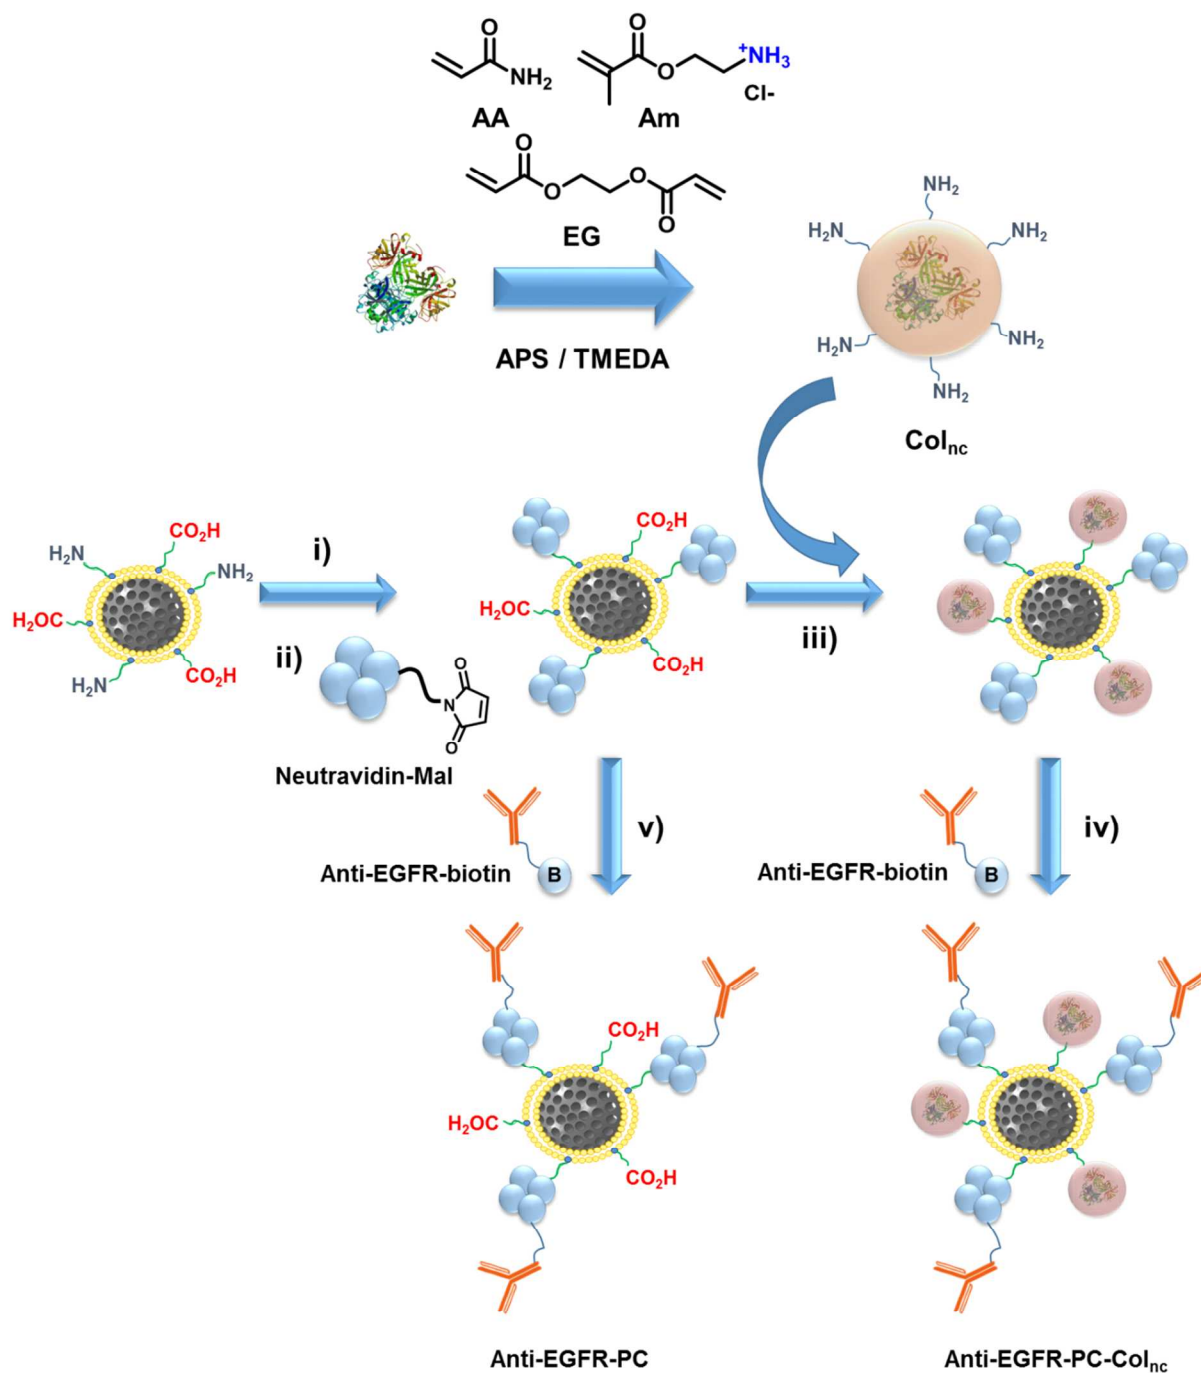 O
O
NH₂
O
⁺NH₃
Cl-
AA
Am
O
O
O
O
EG
APS / TMEDA
NH₂
H₂N
NH₂
H₂N
NH₂
NH₂
Colₙc
CO₂H
H₂N
NH₂
H₂OC
H₂N
CO₂H
i)
ii)
O
N
O
Neutravidin-Mal
CO₂H
H₂OC
CO₂H
iii)
Anti-EGFR-biotin
B
v)
Anti-EGFR-biotin
B
iv)
CO₂H
H₂OC
CO₂H
Anti-EGFR-PC
Anti-EGFR-PC-Colₙc